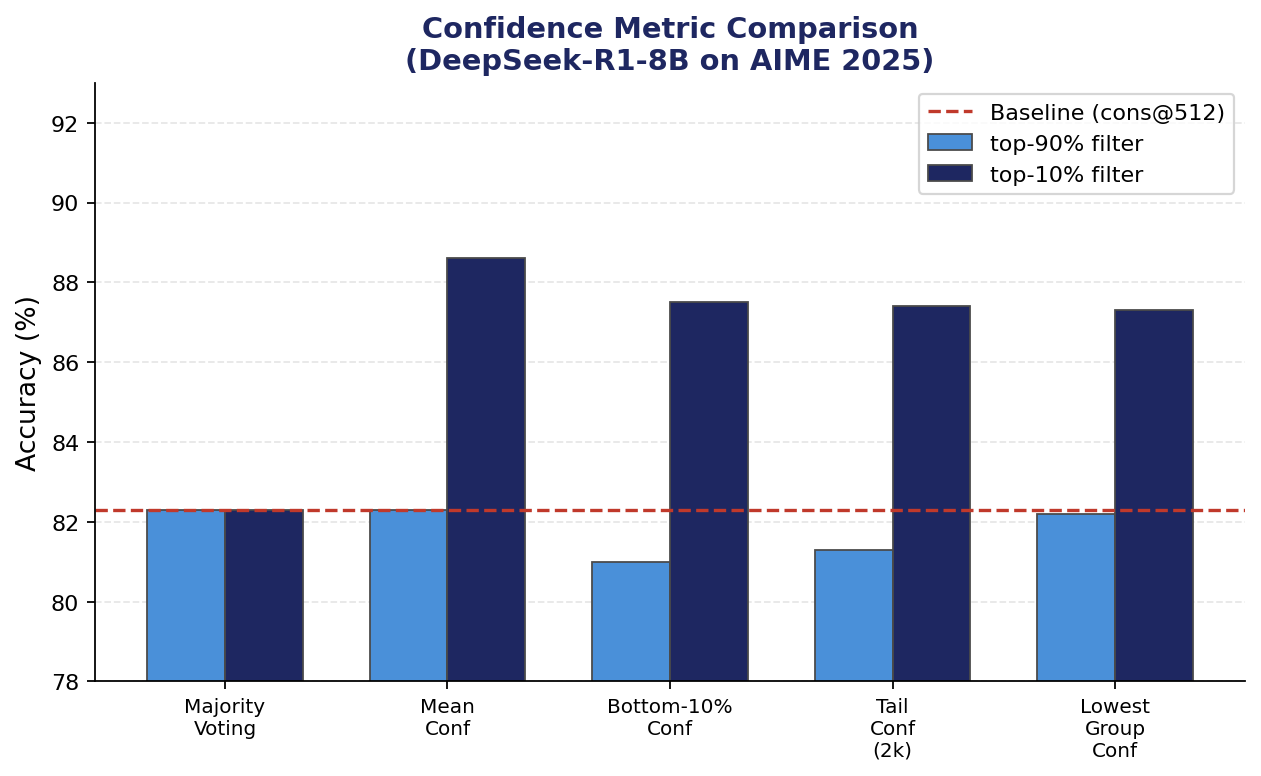 Confidence Metric Comparison
(DeepSeek-R1-8B on AIME 2025)
Baseline (cons@512)
top-90% filter
top-10% filter
Accuracy (%)
92
90
88
86
84
82
80
78
Majority
Voting
Mean
Conf
Bottom-10%
Conf
Tail
Conf
(2k)
Lowest
Group
Conf